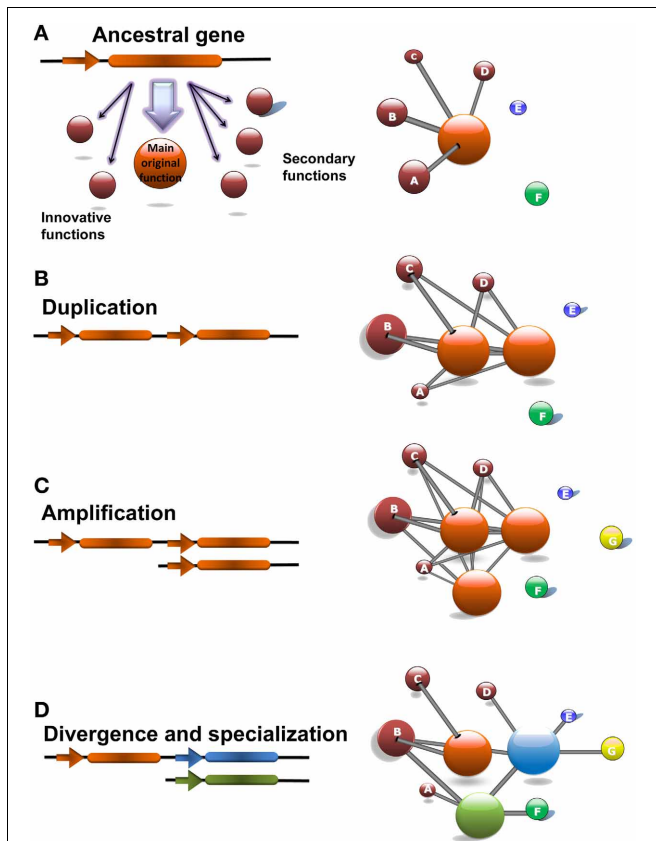 A
Ancestral gene
Main
original
function
Secondary
functions
Innovative
functions
C
D
B
E
A
F
B
Duplication
C
D
E
B
A
F
C
Amplification
C
D
E
B
G
A
F
D
Divergence and specialization
C
D
E
B
G
A
F